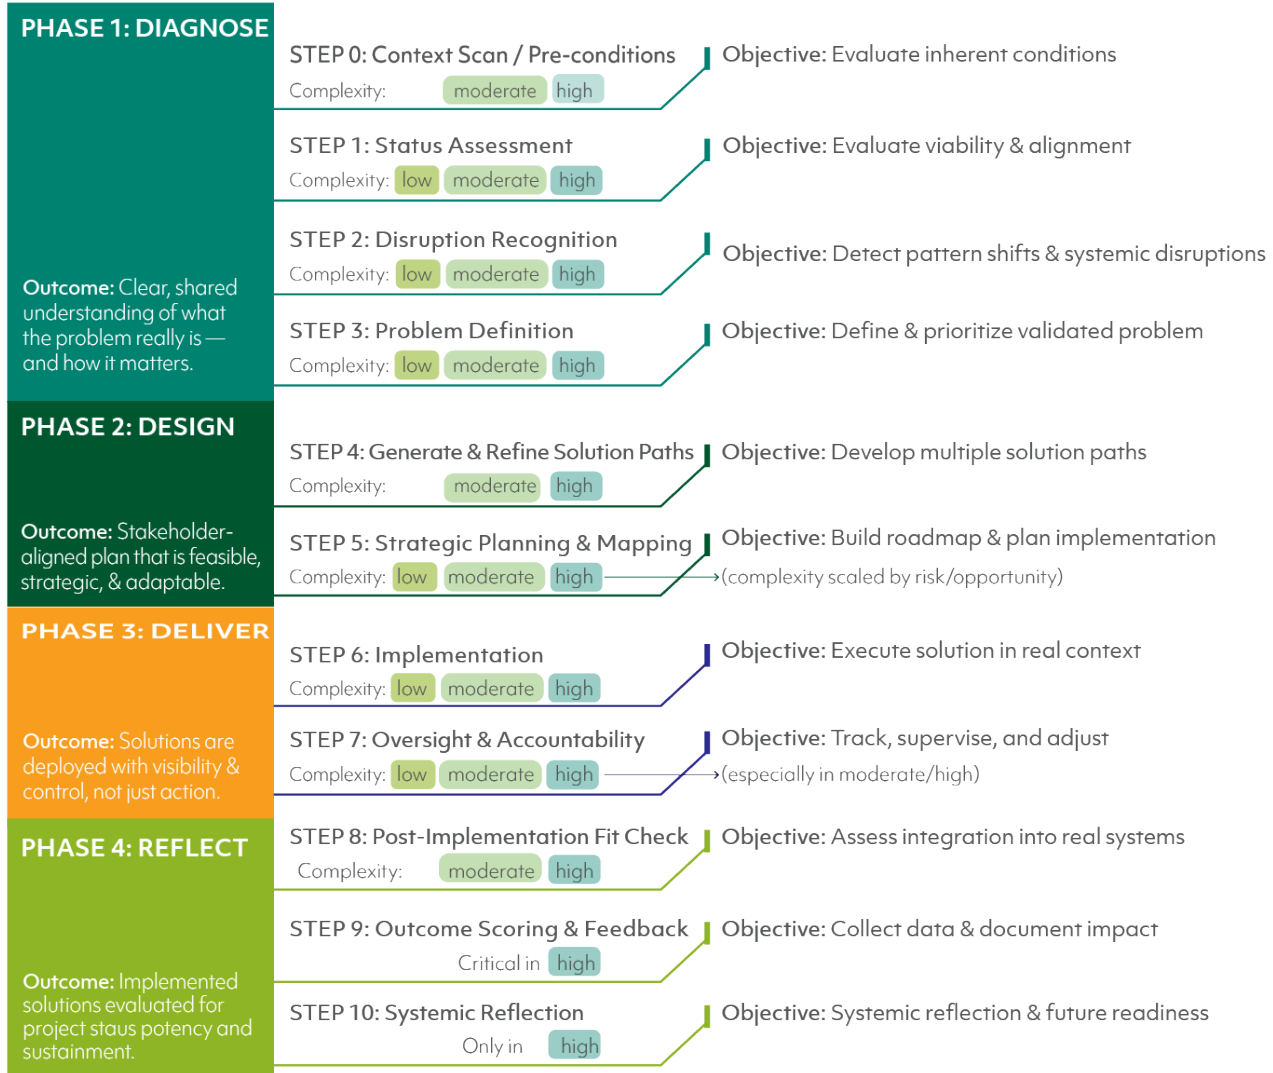 PHASE 1: DIAGNOSE
STEP 0: Context Scan / Pre-conditions
Objective: Evaluate inherent conditions
Complexity: moderate high
STEP 1: Status Assessment
Objective: Evaluate viability & alignment
Complexity: low moderate high
STEP 2: Disruption Recognition
Objective: Detect pattern shifts & systemic disruptions
Complexity: low moderate high
Outcome: Clear, shared
understanding of what
the problem really is —
and how it matters.
STEP 3: Problem Definition
Objective: Define & prioritize validated problem
Complexity: low moderate high
PHASE 2: DESIGN
STEP 4: Generate & Refine Solution Paths
Objective: Develop multiple solution paths
Complexity: moderate high
Outcome: Stakeholder-
aligned plan that is feasible,
strategic, & adaptable.
STEP 5: Strategic Planning & Mapping
Objective: Build roadmap & plan implementation
Complexity: low moderate high
(complexity scaled by risk/opportunity)
PHASE 3: DELIVER
STEP 6: Implementation
Objective: Execute solution in real context
Complexity: low moderate high
Outcome: Solutions are
deployed with visibility &
control, not just action.
STEP 7: Oversight & Accountability
Objective: Track, supervise, and adjust
Complexity: low moderate high
(especially in moderate/high)
PHASE 4: REFLECT
STEP 8: Post-Implementation Fit Check
Objective: Assess integration into real systems
Complexity: moderate high
STEP 9: Outcome Scoring & Feedback
Objective: Collect data & document impact
Critical in high
Outcome: Implemented
solutions evaluated for
project staus potency and
sustainment.
STEP 10: Systemic Reflection
Objective: Systemic reflection & future readiness
Only in high